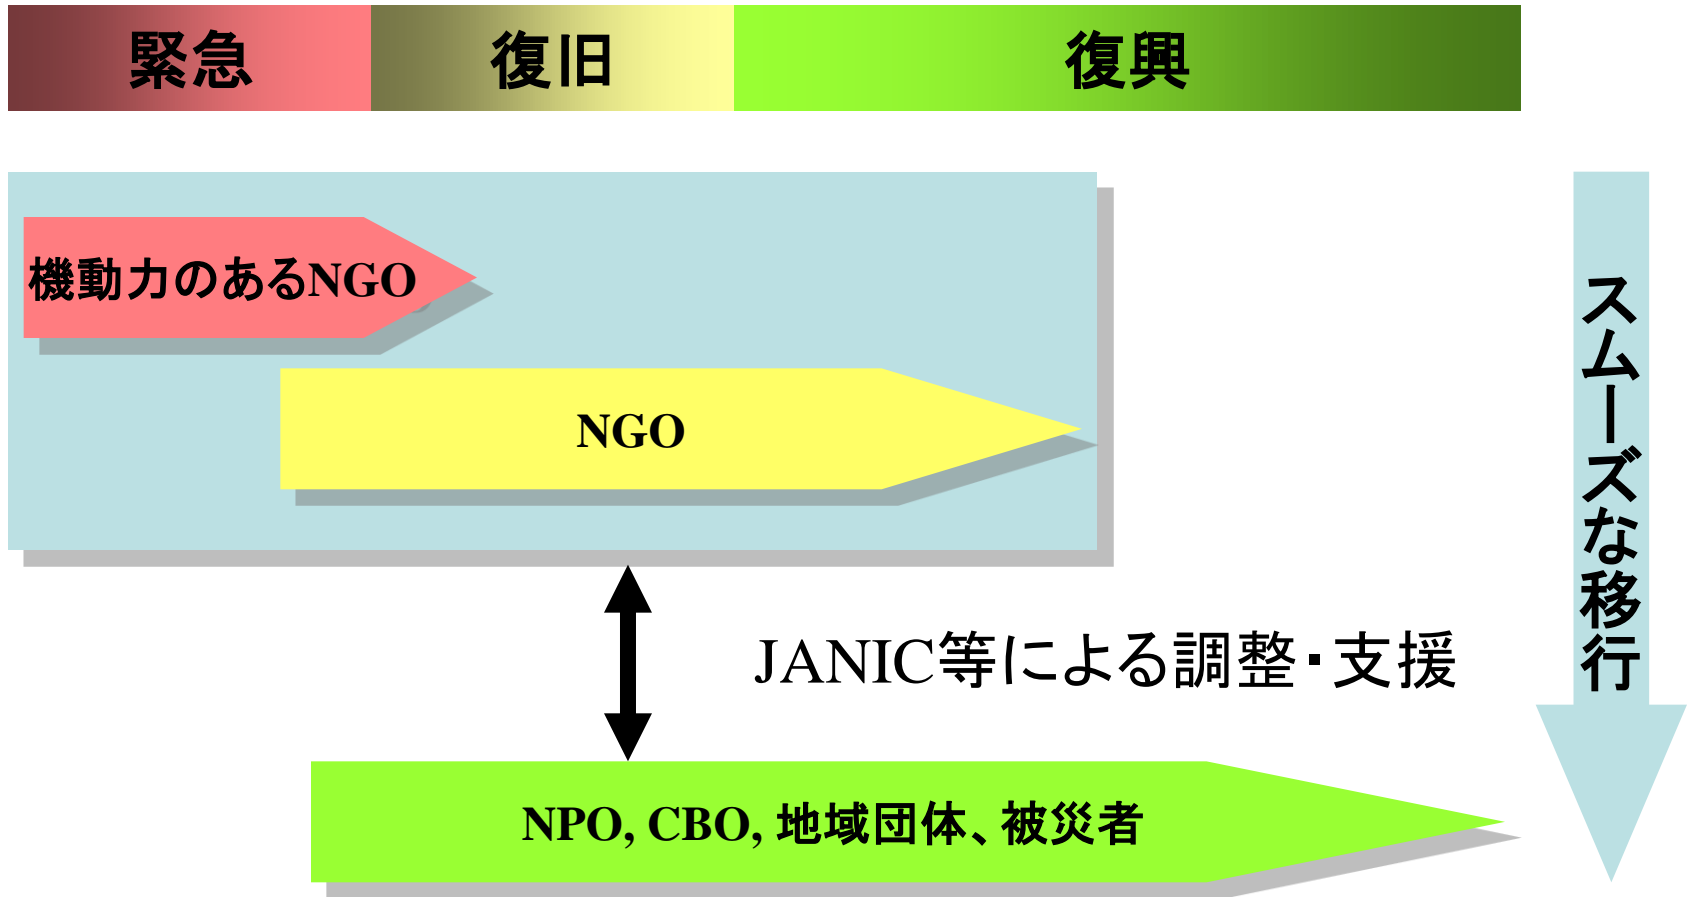 緊急
復旧
復興
機動力のあるNGO
NGO
スムーズな移行
JANIC等による調整・支援
NPO, CBO, 地域団体、被災者